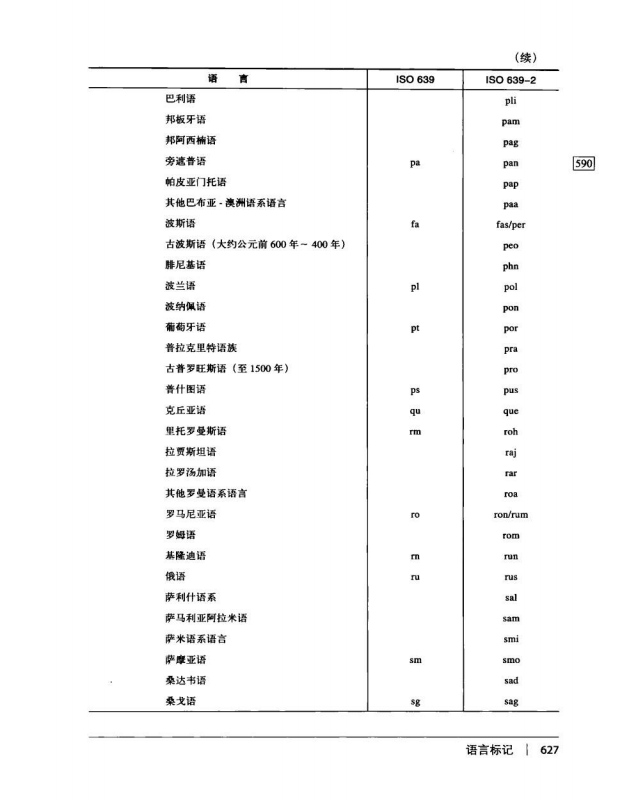 （续）
语 言 ISO 639 ISO 639-2
巴利语 pli
邦板牙语 pam
邦阿西楠语 pag
旁遮普语 pa pan
590
帕皮亚门托语 pap
其他巴布亚-澳洲语系语言 paa
波斯语 fa fas/per
古波斯语（大约公元前 600 年~ 400 年） peo
腓尼基语 phn
波兰语 pl pol
波纳佩语 pon
葡萄牙语 pt por
普拉克里特语族 pra
古普罗旺斯语（至 1500 年） pro
普什图语 ps pus
克丘亚语 qu que
里托罗曼斯语 rm roh
拉贾斯坦语 raj
拉罗汤加语 rar
其他罗曼语系语言 roa
罗马尼亚语 ro ron/rum
罗姆语 rom
基隆迪语 rn run
俄语 ru rus
萨利什语系 sal
萨马利亚阿拉米语 sam
萨米语系语言 smi
萨摩亚语 sm smo
桑达韦语 sad
桑戈语 sg sag
语言标记 | 627